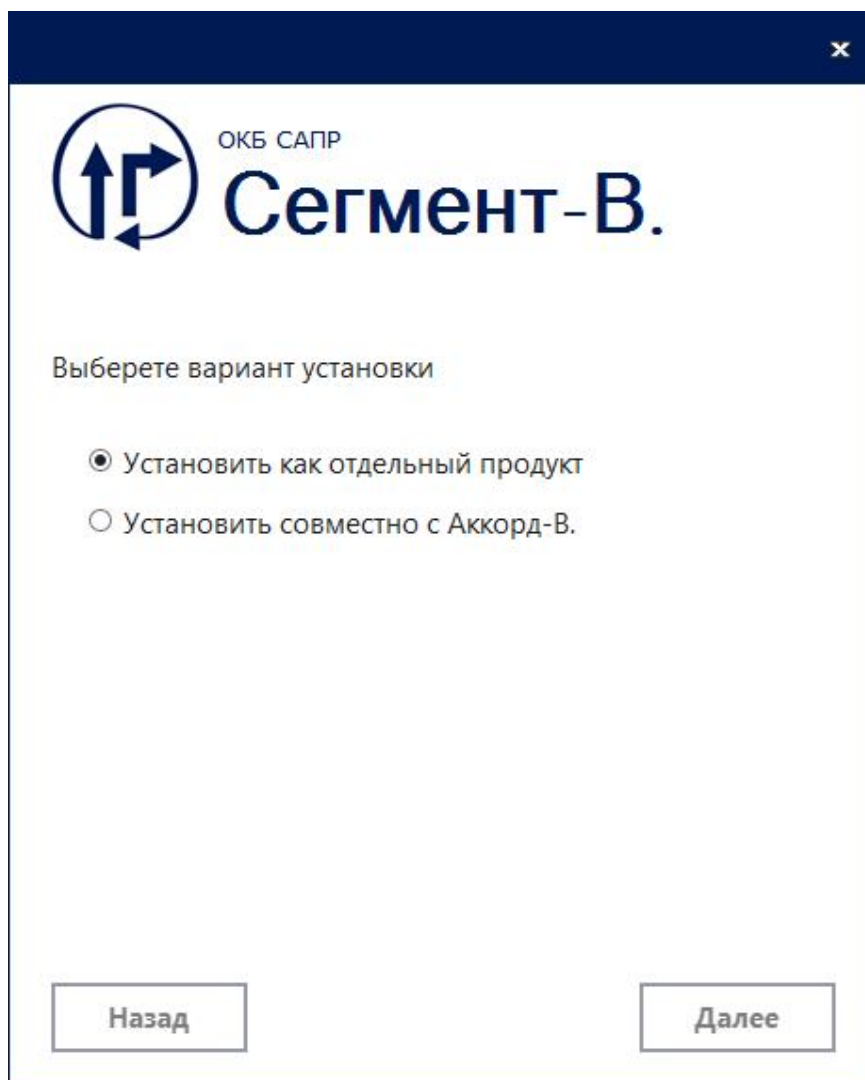 x
ОКБ САПР
Сегмент-В.
Выберете вариант установки
Установить как отдельный продукт
Установить совместно с Аккорд-В.
Назад
Далее